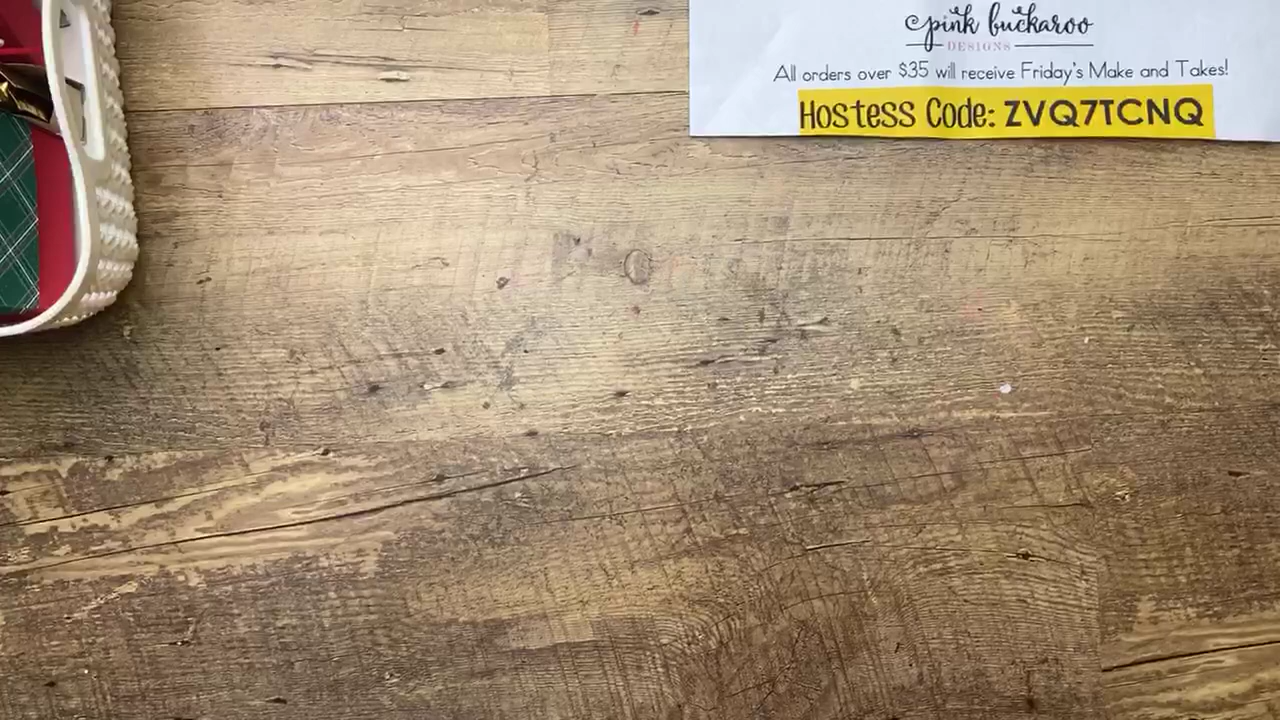 pink buckaroo
DESIGNS
All orders over $35 will receive Friday's Make and Takes!
Hostess Code: ZVQ7TCNQ